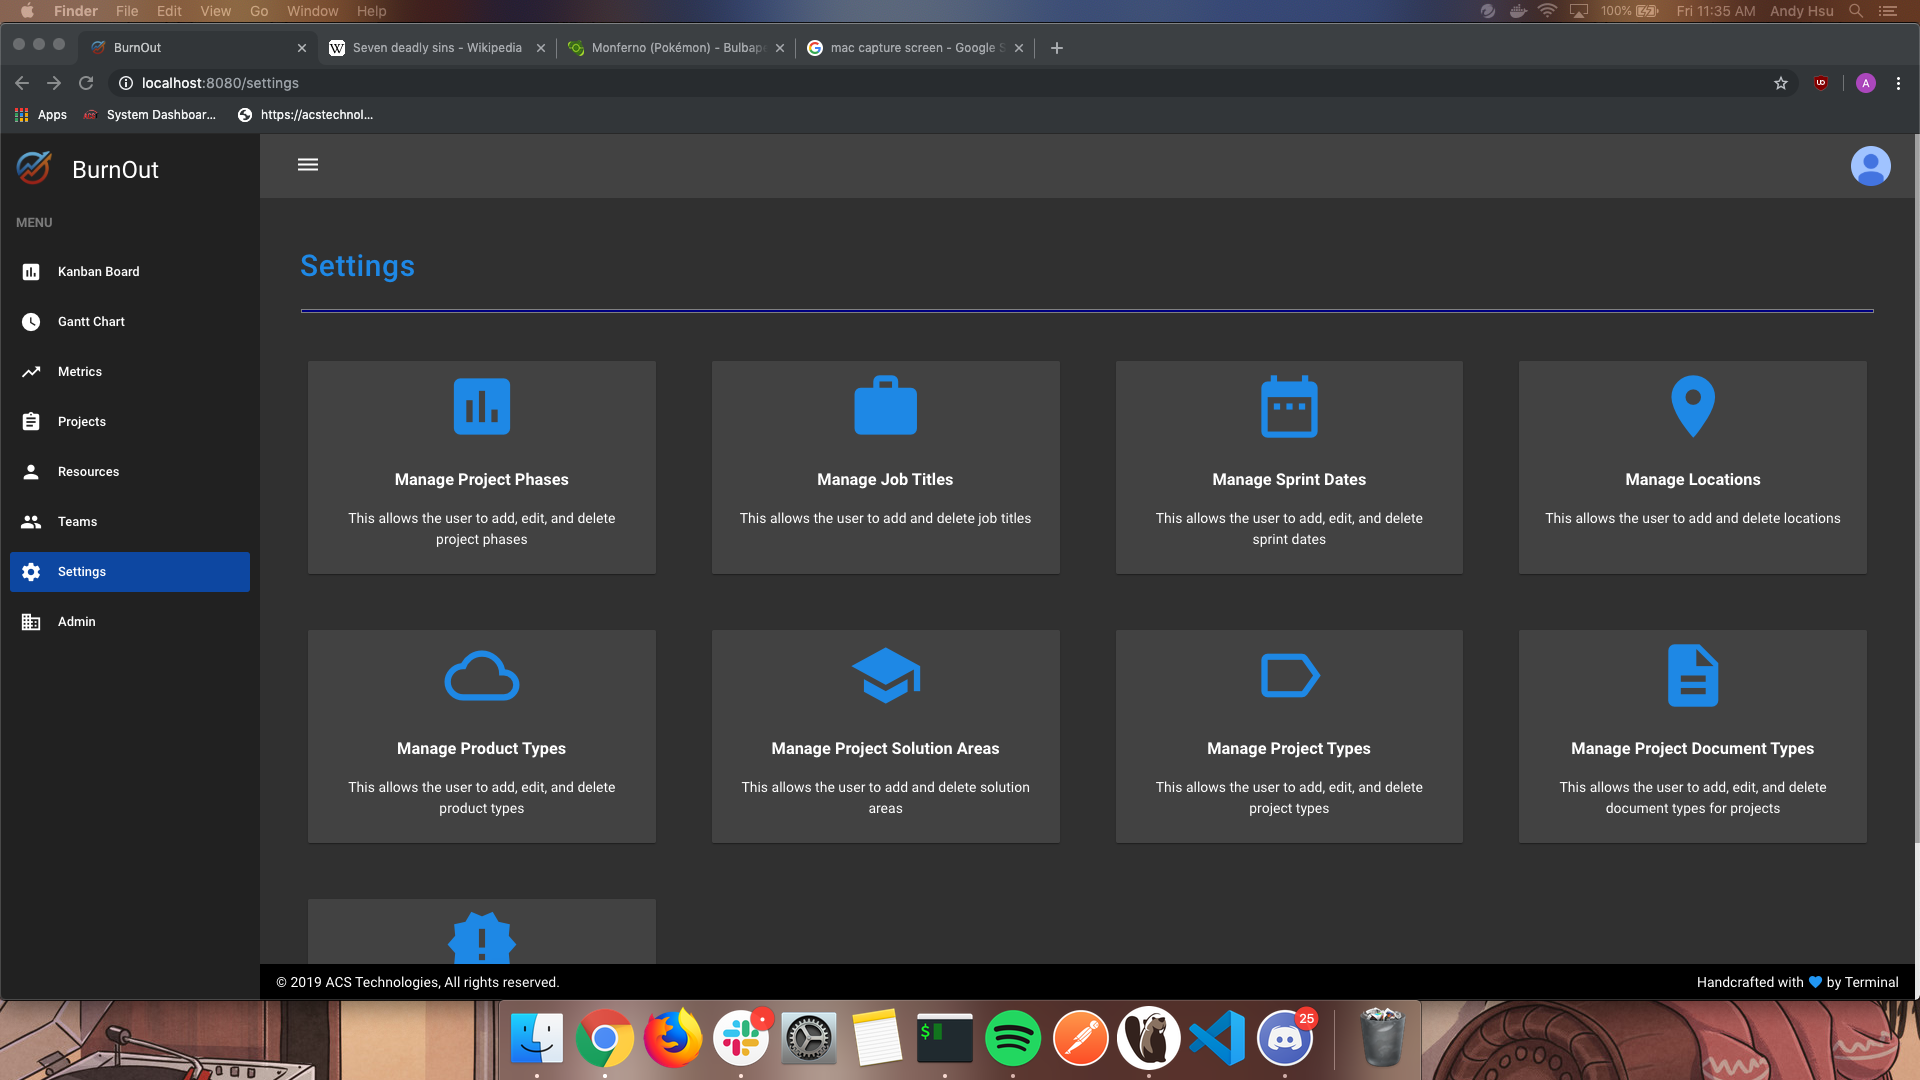 Finder File Edit View Go Window Help 100% Fri 11:35 AM Andy Hsu
BurnOut
Seven deadly sins - Wikipedia
Monferno (Pokémon) - Bulbape
mac capture screen - Google S
localhost:8080/settings
A
Apps
System Dashboar...
https://acstechnol...
BurnOut
MENU
Kanban Board
Gantt Chart
Metrics
Projects
Resources
Teams
Settings
Admin
Settings
Manage Project Phases
This allows the user to add, edit, and delete
project phases
Manage Job Titles
This allows the user to add and delete job titles
Manage Sprint Dates
This allows the user to add, edit, and delete
sprint dates
Manage Locations
This allows the user to add and delete locations
Manage Product Types
This allows the user to add, edit, and delete
product types
Manage Project Solution Areas
This allows the user to add and delete solution
areas
Manage Project Types
This allows the user to add, edit, and delete
project types
Manage Project Document Types
This allows the user to add, edit, and delete
document types for projects
© 2019 ACS Technologies, All rights reserved.
Handcrafted with 💙 by Terminal
$
25